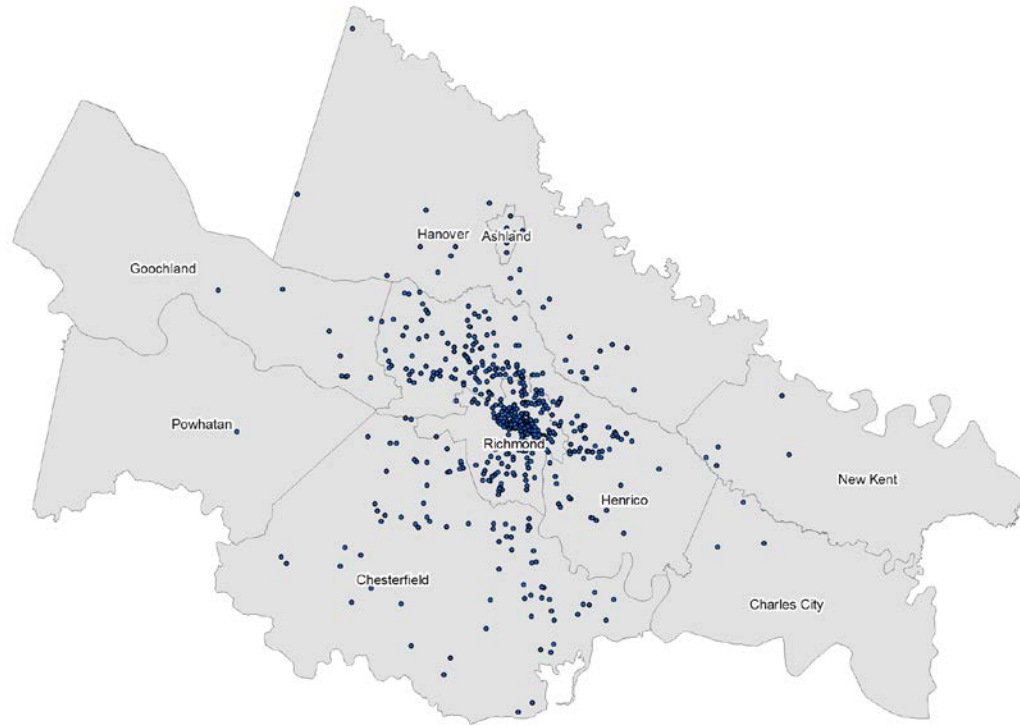 Hanover
Ashland
Goochland
Powhatan
Richmond
New Kent
Henrico
Chesterfield
Charles City